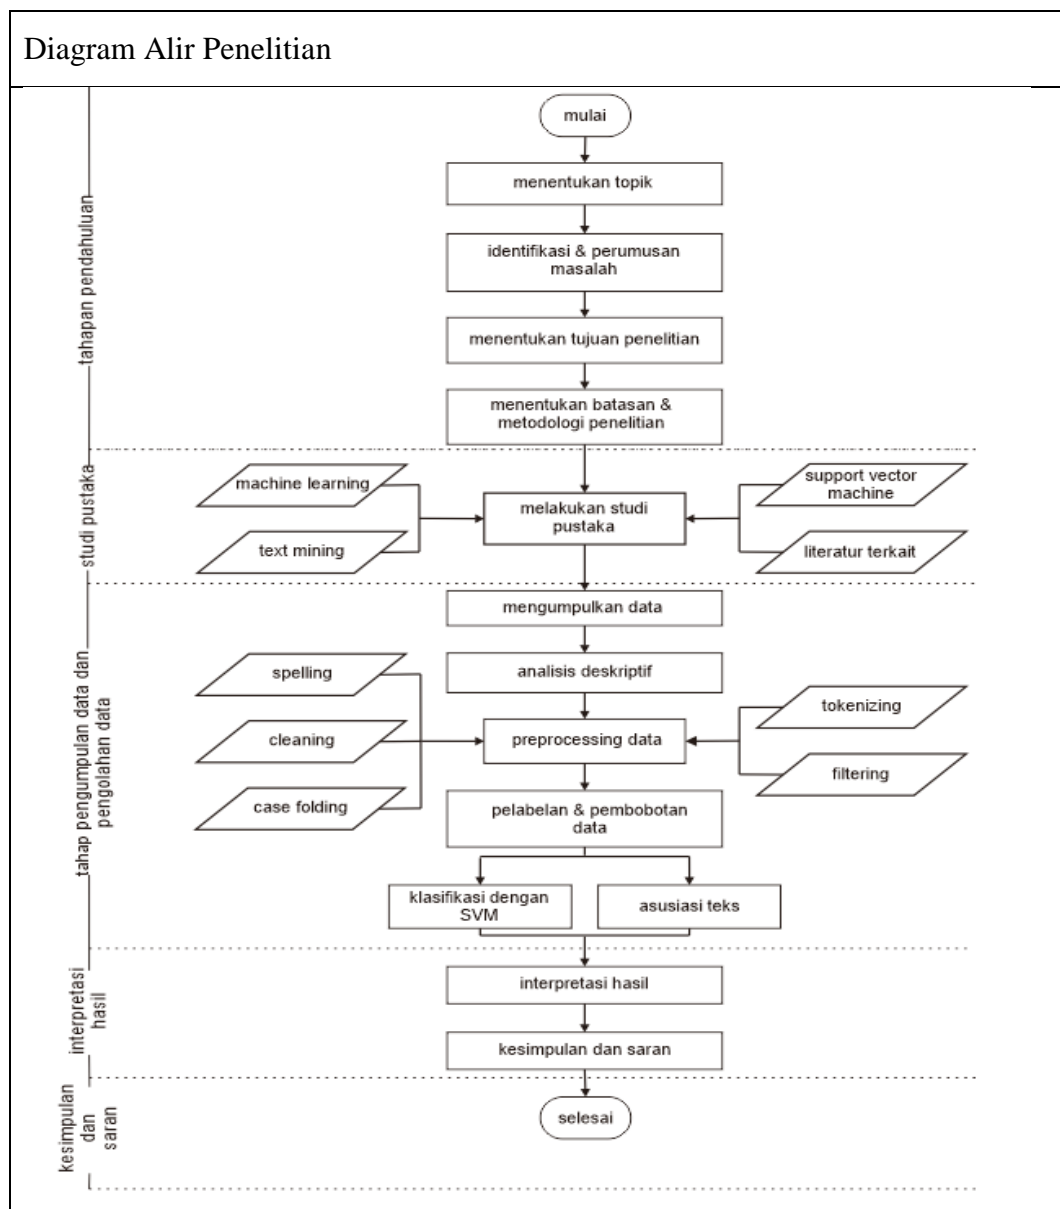 Diagram Alir Penelitian
tahapan pendahuluan
mulai
menentukan topik
identifikasi & perumusan
masalah
menentukan tujuan penelitian
menentukan batasan &
metodologi penelitian
studi pustaka
machine learning
text mining
melakukan studi
pustaka
support vector
machine
literatur terkait
tahap pengumpulan data dan
pengolahan data
mengumpulkan data
analisis deskriptif
spelling
cleaning
case folding
preprocessing data
tokenizing
filtering
pelabelan & pembobotan
data
klasifikasi dengan
SVM
asusiasi teks
interpretasi
hasil
interpretasi hasil
kesimpulan dan saran
kesimpulan
dan
saran
selesai